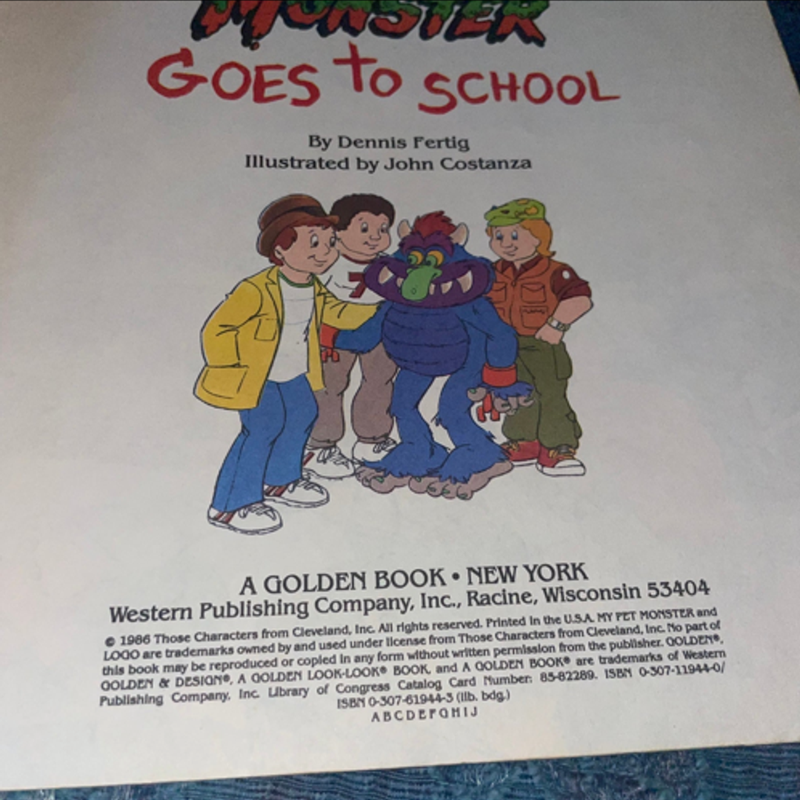 MONSTER
GOES TO SCHOOL
By Dennis Fertig
Illustrated by John Costanza
7
A GOLDEN BOOK • NEW YORK
Western Publishing Company, Inc., Racine, Wisconsin 53404
© 1986 Those Characters from Cleveland, Inc. All rights reserved. Printed in the U.S.A. MY PET MONSTER and
LOGO are trademarks owned by and used under license from Those Characters from Cleveland, Inc. No part of
this book may be reproduced or copied in any form without written permission from the publisher. GOLDEN®,
GOLDEN & DESIGN®, A GOLDEN LOOK-LOOK® BOOK, and A GOLDEN BOOK® are trademarks of Western
Publishing Company, Inc. Library of Congress Catalog Card Number: 85-82289. ISBN 0-307-11944-0/
ISBN 0-307-61944-3 (lib. bdg.)
A B C D E F G H I J